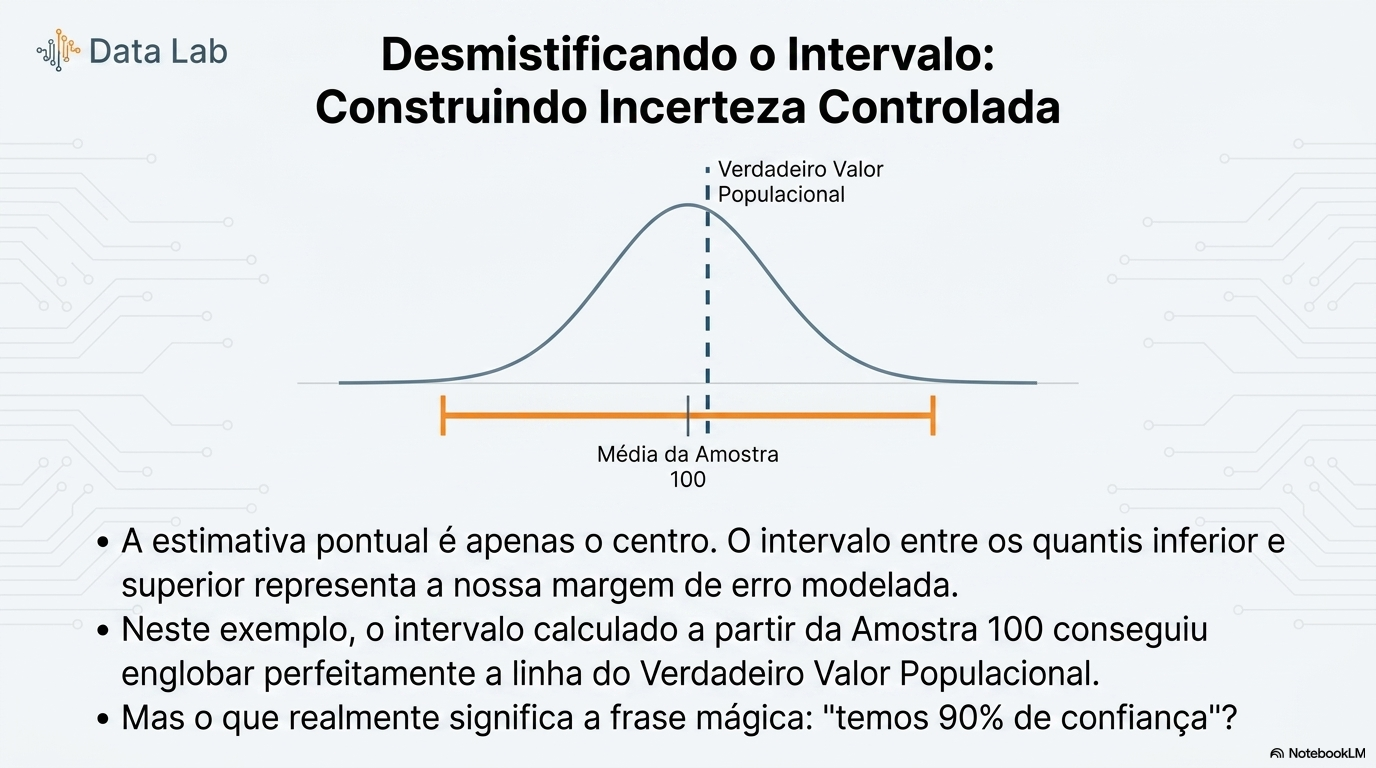 Data Lab
Desmistificando o Intervalo:
Construindo Incerteza Controlada
Verdadeiro Valor
Populacional
Média da Amostra
100
• A estimativa pontual é apenas o centro. O intervalo entre os quantis inferior e
superior representa a nossa margem de erro modelada.
• Neste exemplo, o intervalo calculado a partir da Amostra 100 conseguiu
englobar perfeitamente a linha do Verdadeiro Valor Populacional.
• Mas o que realmente significa a frase mágica: "temos 90% de confiança"?
NotebookLM